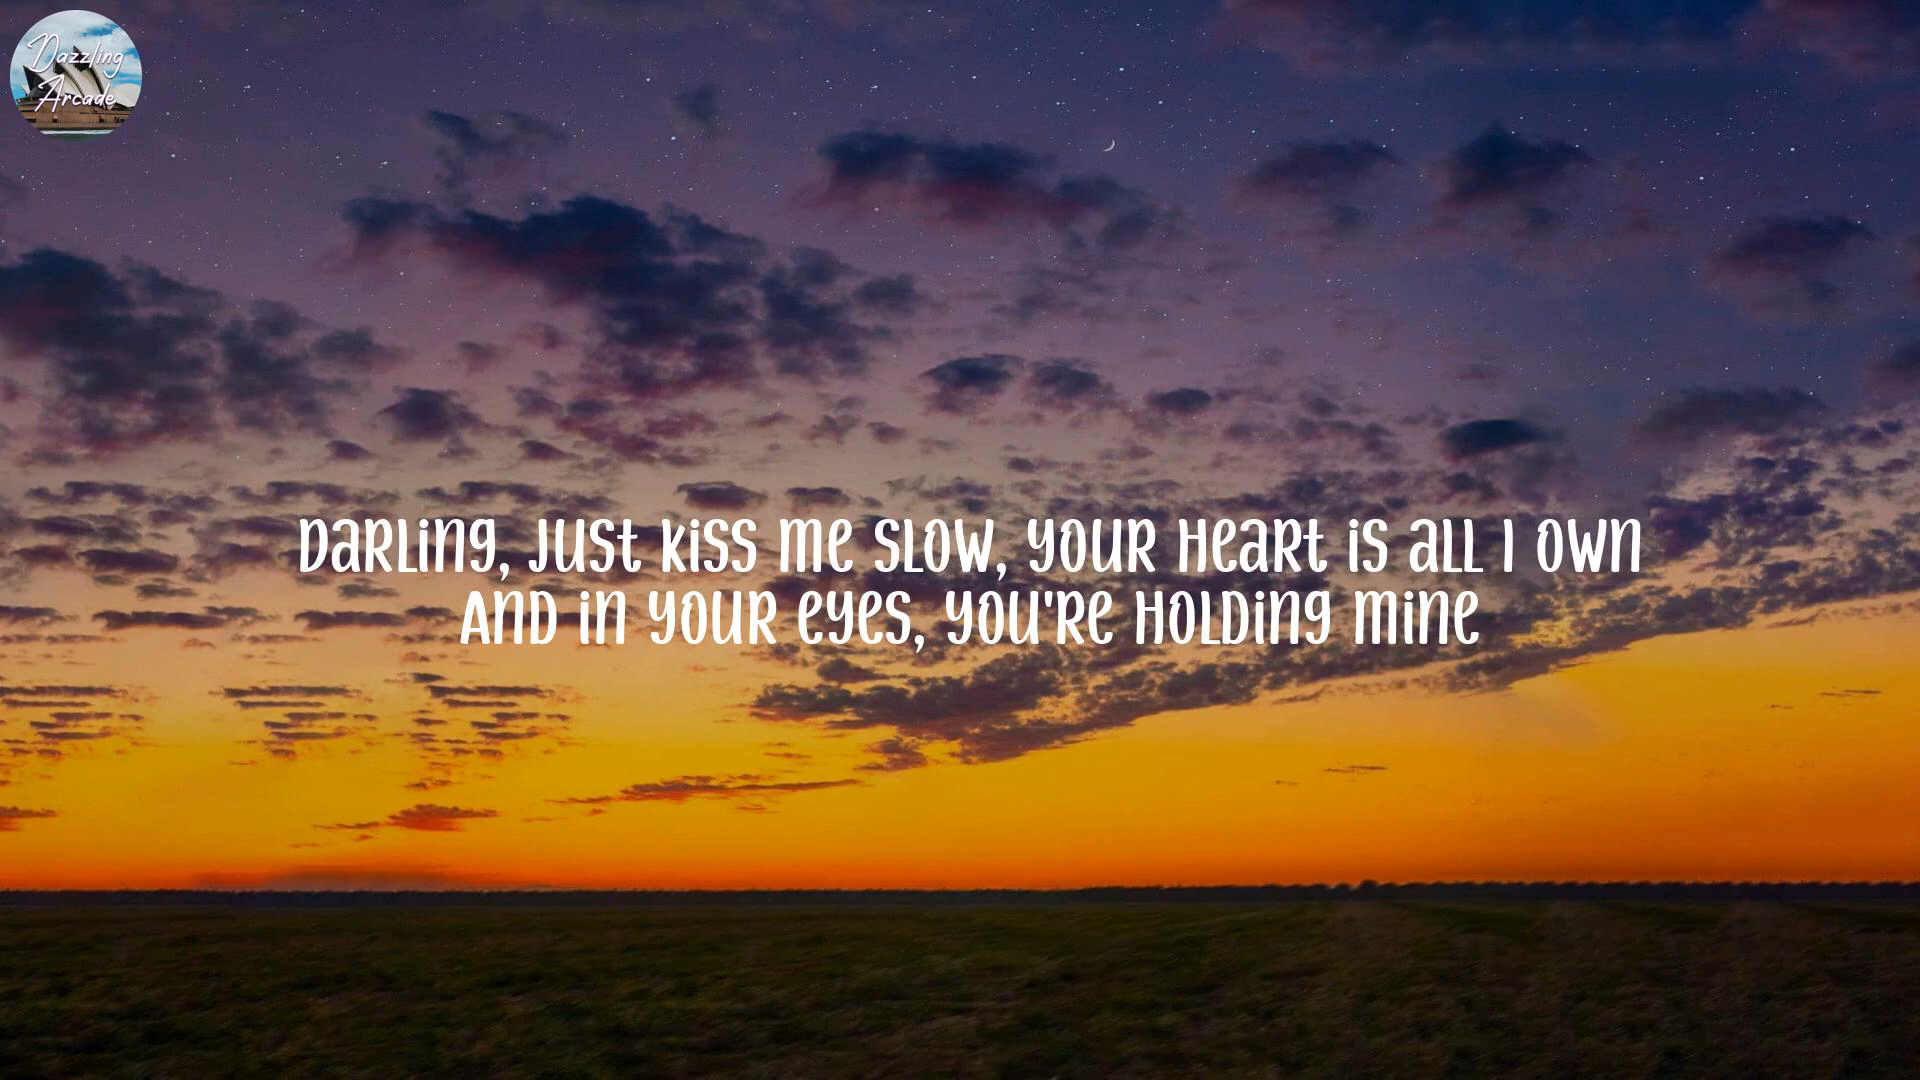 Dazzling
Arcade
Darling, just kiss me slow, your heart is all I own
And in your eyes, you're holding mine